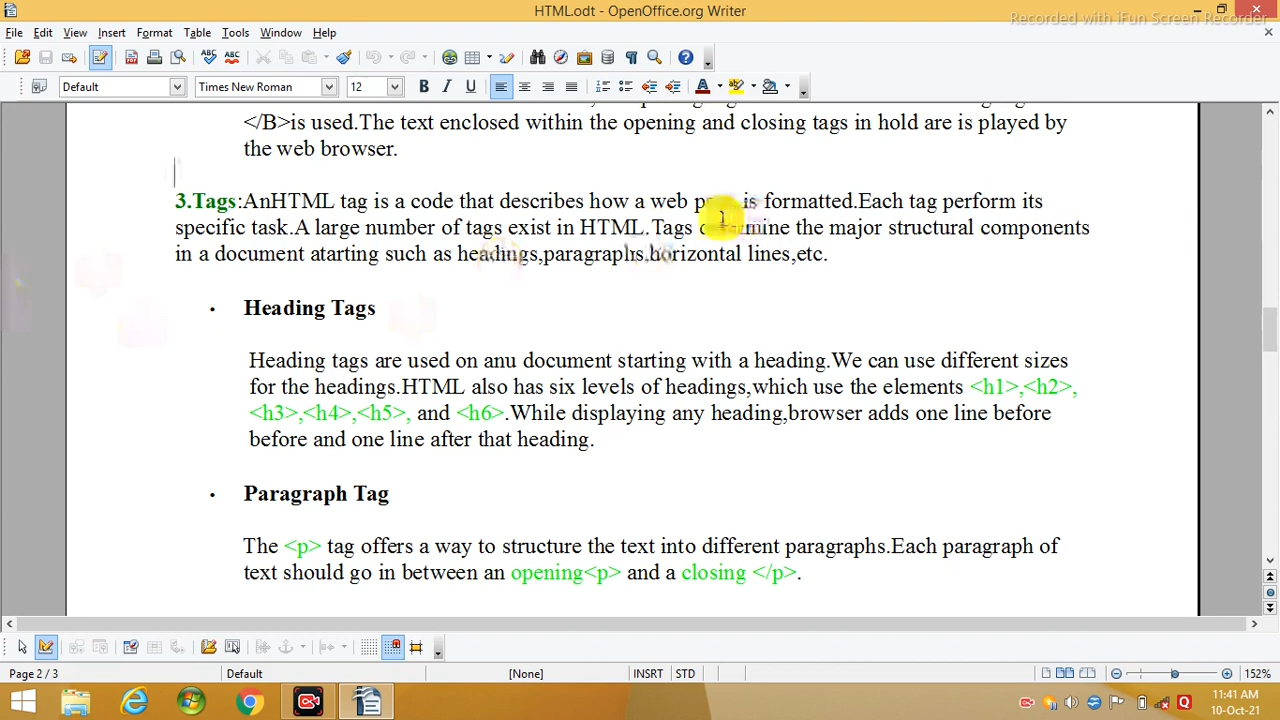 HTML.odt - OpenOffice.org Writer
Recorded with iFun Screen Recorder
File Edit View Insert Format Table Tools Window Help
Default Times New Roman 12
</B>is used.The text enclosed within the opening and closing tags in hold are is played by
the web browser.
3.Tags:AnHTML tag is a code that describes how a web is formatted.Each tag perform its
specific task.A large number of tags exist in HTML.Tags determine the major structural components
in a document atarting such as headings,paragraphs,horizontal lines,etc.
• Heading Tags
Heading tags are used on anu document starting with a heading.We can use different sizes
for the headings.HTML also has six levels of headings,which use the elements <h1>,<h2>,
<h3>,<h4>,<h5>, and <h6>.While displaying any heading,browser adds one line before
before and one line after that heading.
• Paragraph Tag
The <p> tag offers a way to structure the text into different paragraphs.Each paragraph of
text should go in between an opening<p> and a closing </p>.
Page 2 / 3 Default [None] INSRT STD 152%
11:41 AM
10-Oct-21